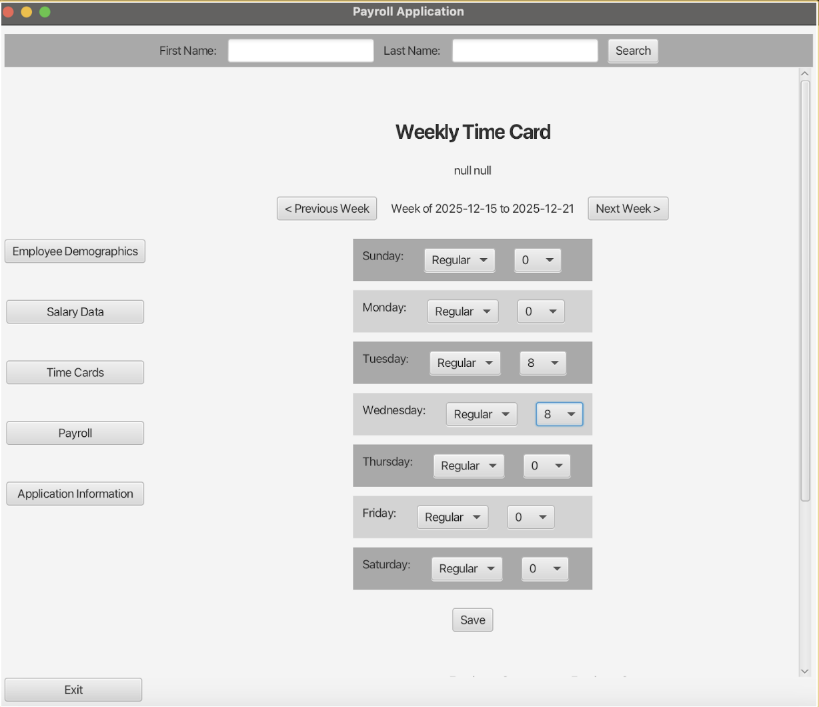 Payroll Application
First Name: Last Name: Search
Weekly Time Card
null null
< Previous Week Week of 2025-12-15 to 2025-12-21 Next Week >
Employee Demographics
Salary Data
Time Cards
Payroll
Application Information
Sunday: Regular 0
Monday: Regular 0
Tuesday: Regular 8
Wednesday: Regular 8
Thursday: Regular 0
Friday: Regular 0
Saturday: Regular 0
Save
Exit